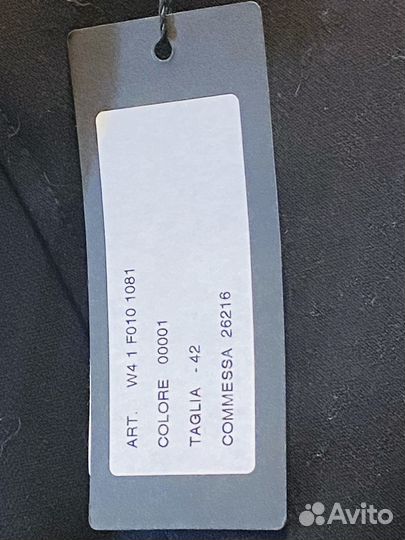 ART. W4 1 F010 1081
COLORE 00001
TAGLIA - 42
COMMESSA 26216
Avito